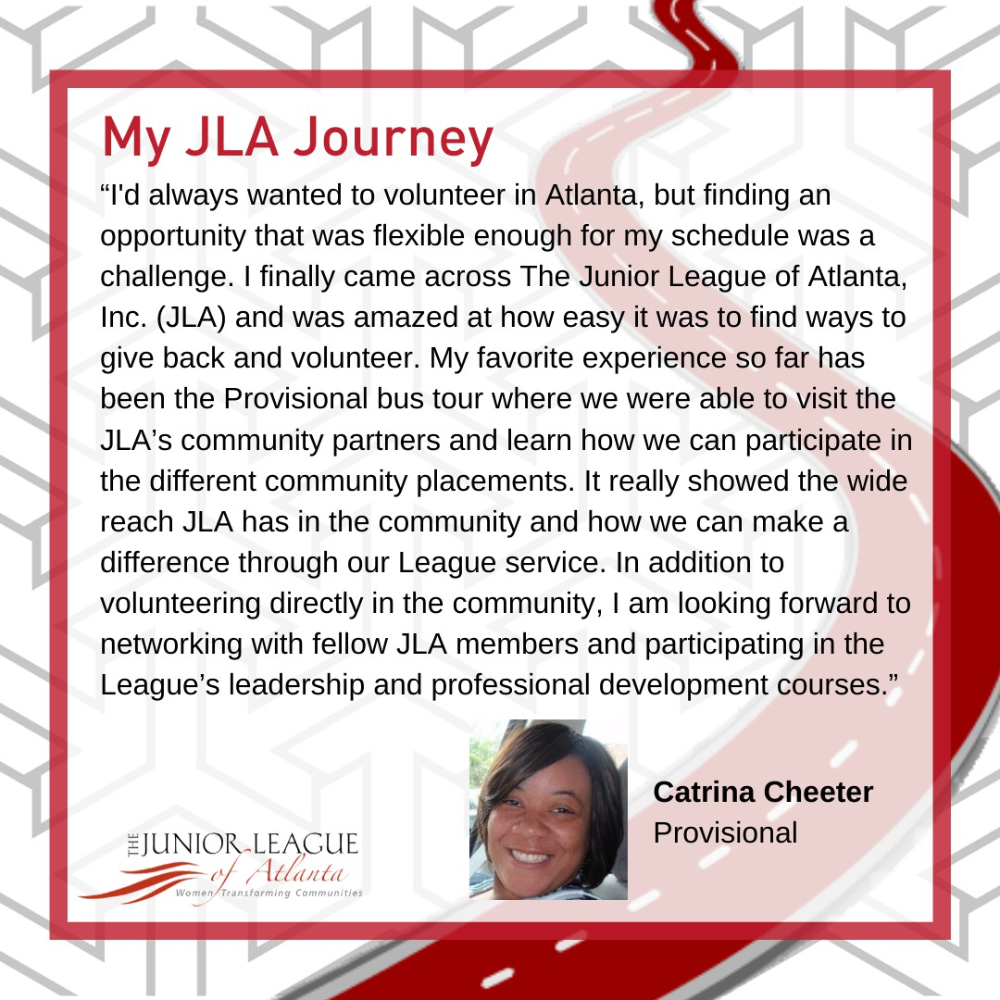 My JLA Journey
“I'd always wanted to volunteer in Atlanta, but finding an
opportunity that was flexible enough for my schedule was a
challenge. I finally came across The Junior League of Atlanta,
Inc. (JLA) and was amazed at how easy it was to find ways to
give back and volunteer. My favorite experience so far has
been the Provisional bus tour where we were able to visit the
JLA’s community partners and learn how we can participate in
the different community placements. It really showed the wide
reach JLA has in the community and how we can make a
difference through our League service. In addition to
volunteering directly in the community, I am looking forward to
networking with fellow JLA members and participating in the
League’s leadership and professional development courses.”
Catrina Cheeter
Provisional
THE JUNIOR LEAGUE
of Atlanta
Women Transforming Communities